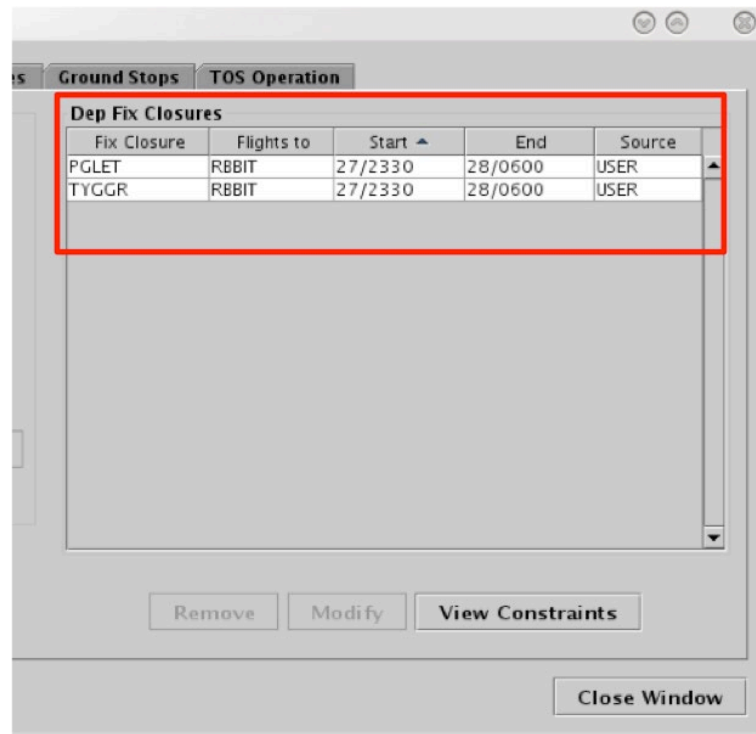 Ground Stops TOS Operation
Dep Fix Closures
Fix Closure Flights to Start End Source
PGLET RBBIT 27/2330 28/0600 USER
TYGGR RBBIT 27/2330 28/0600 USER
Remove Modify View Constraints
Close Window